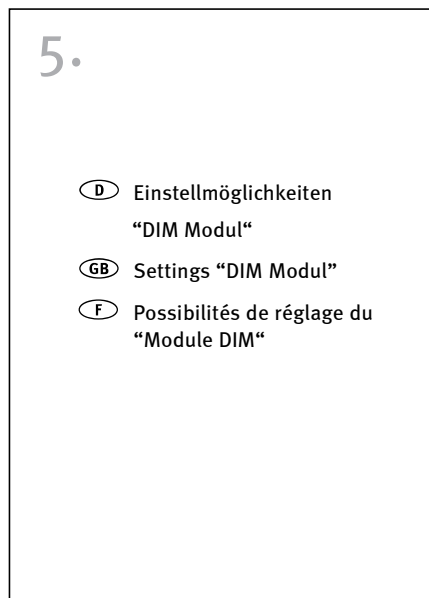 5.
D Einstellmöglichkeiten
“DIM Modul“
GB Settings “DIM Modul”
F Possibilités de réglage du
“Module DIM“